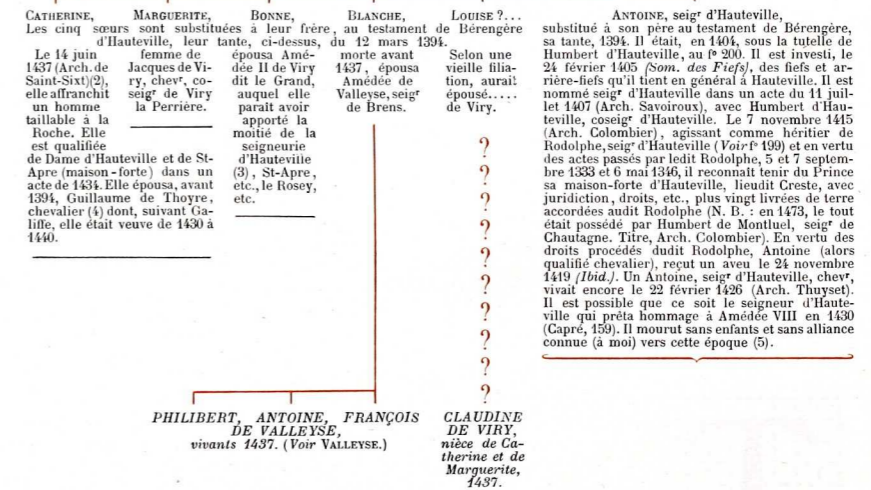 CATHERINE, MARGUERITE, BONNE, BLANCHE, LOUISE ?...
Les cinq sœurs sont substituées à leur frère, au testament de Bérengère
d'Hauteville, leur tante, ci-dessus, du 12 mars 1394.
Le 14 juin
1437 (Arch. de
Saint-Sixt)(2),
elle affranchit
un homme
taillable à la
Roche. Elle
est qualifiée
de Dame d'Hauteville et de St-
Apre (maison-forte) dans un
acte de 1434. Elle épousa, avant
1394, Guillaume de Thoyre,
chevalier (4) dont, suivant Ga-
liffe, elle était veuve de 1430 à
1440.
femme de
Jacques de Vi-
ry, chevr, co-
seigr de Viry
la Perrière.
épousa Amé-
dée II de Viry
dit le Grand,
auquel elle
paraît avoir
apporté la
moitié de la
seigneurie
d'Hauteville
(3), St-Apre,
etc., le Rosey,
etc.
morte avant
1437, épousa
Amédée de
Valleyse, seigr
de Brens.
Selon une
vieille filia-
tion, aurait
épousé.....
de Viry.
?
?
?
?
?
?
?
?
?
?
PHILIBERT, ANTOINE, FRANÇOIS
DE VALLEYSE,
vivants 1437. (Voir VALLEYSE.)
CLAUDINE
DE VIRY,
nièce de Ca-
therine et de
Marguerite,
1437.
ANTOINE, seigr d'Hauteville,
substitué à son père au testament de Bérengère,
sa tante, 1394. Il était, en 1404, sous la tutelle de
Humbert d'Hauteville, au fo 200. Il est investi, le
24 février 1405 (Som. des Fiefs), des fiefs et ar-
rière-fiefs qu'il tient en général à Hauteville. Il est
nommé seigr d'Hauteville dans un acte du 11 juil-
let 1407 (Arch. Savoiroux), avec Humbert d'Hau-
teville, coseigr d'Hauteville. Le 7 novembre 1415
(Arch. Colombier), agissant comme héritier de
Rodolphe, seigr d'Hauteville (Voir fo 199) et en vertu
des actes passés par ledit Rodolphe, 5 et 7 septem-
bre 1333 et 6 mai 1346, il reconnaît tenir du Prince
sa maison-forte d'Hauteville, lieudit Creste, avec
juridiction, droits, etc., plus vingt livrées de terre
accordées audit Rodolphe (N. B. : en 1473, le tout
était possédé par Humbert de Montluel, seigr de
Chautagne. Titre, Arch. Colombier). En vertu des
droits procédés dudit Rodolphe, Antoine (alors
qualifié chevalier), reçut un aveu le 24 novembre
1419 (Ibid.). Un Antoine, seigr d'Hauteville, chevr,
vivait encore le 22 février 1426 (Arch. Thuyset).
Il est possible que ce soit le seigneur d'Haute-
ville qui prêta hommage à Amédée VIII en 1430
(Capré, 159). Il mourut sans enfants et sans alliance
connue (à moi) vers cette époque (5).